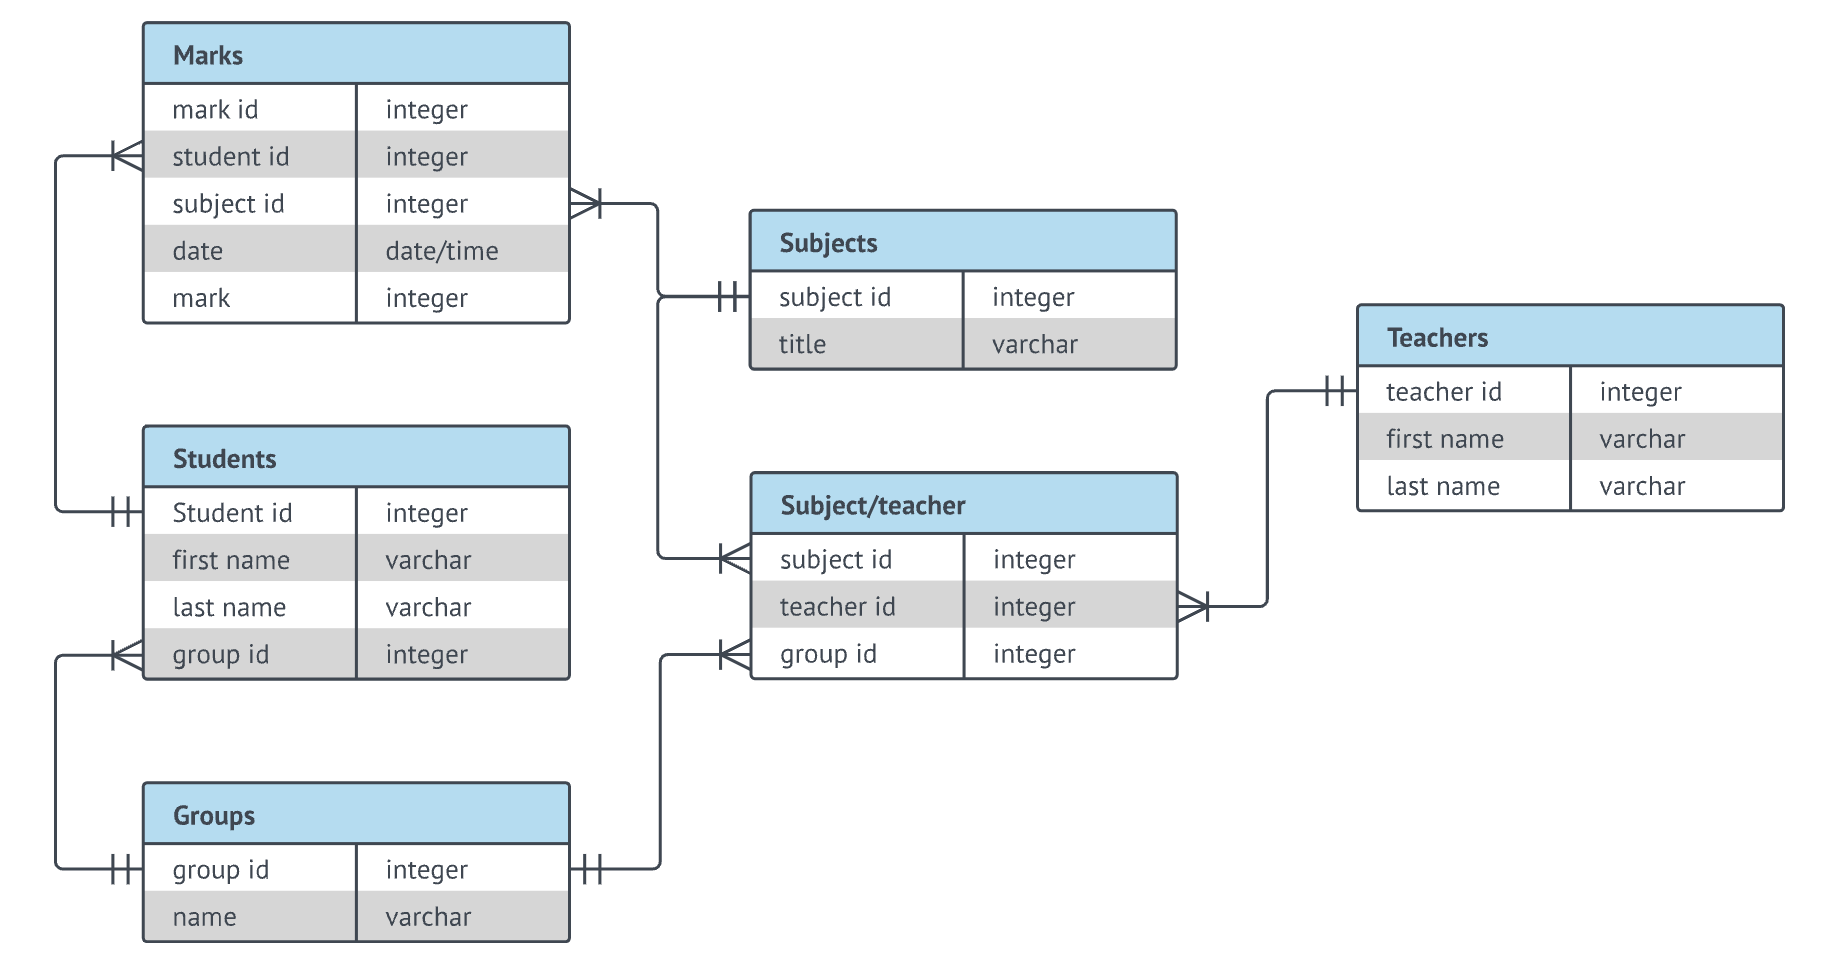 Marks
mark id integer
student id integer
subject id integer
date date/time
mark integer
Subjects
subject id integer
title varchar
Teachers
teacher id integer
first name varchar
last name varchar
Students
Student id integer
first name varchar
last name varchar
group id integer
Subject/teacher
subject id integer
teacher id integer
group id integer
Groups
group id integer
name varchar